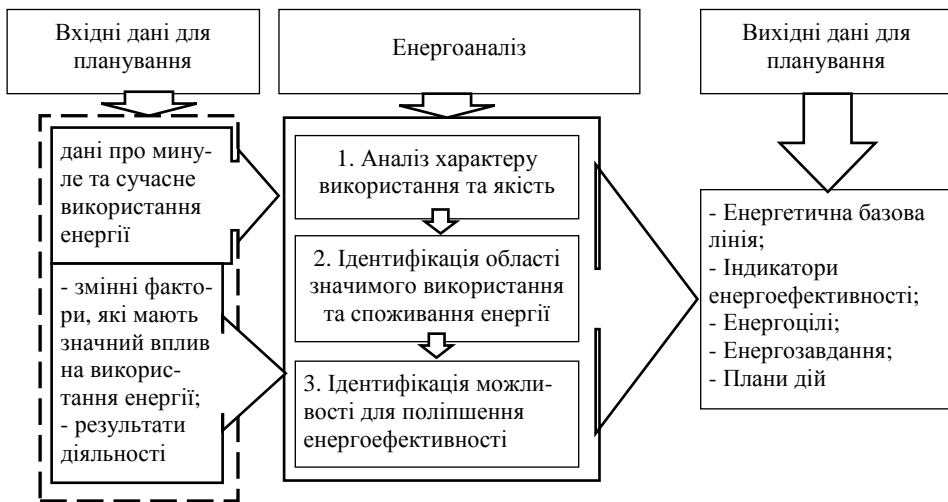 Вхідні дані для
планування
Енергоаналіз
Вихідні дані для
планування
дані про мину-
ле та сучасне
використання
енергії
- змінні факто-
ри, які мають
значний вплив
на викорис-
тання енергії;
- результати
діяльності
1. Аналіз характеру
використання та якість
2. Ідентифікація області
значимого використання
та споживання енергії
3. Ідентифікація можли-
вості для поліпшення
енергоефективності
- Енергетична базова
лінія;
- Індикатори
енергоефективності;
- Енергоцілі;
- Енергозавдання;
- Плани дій